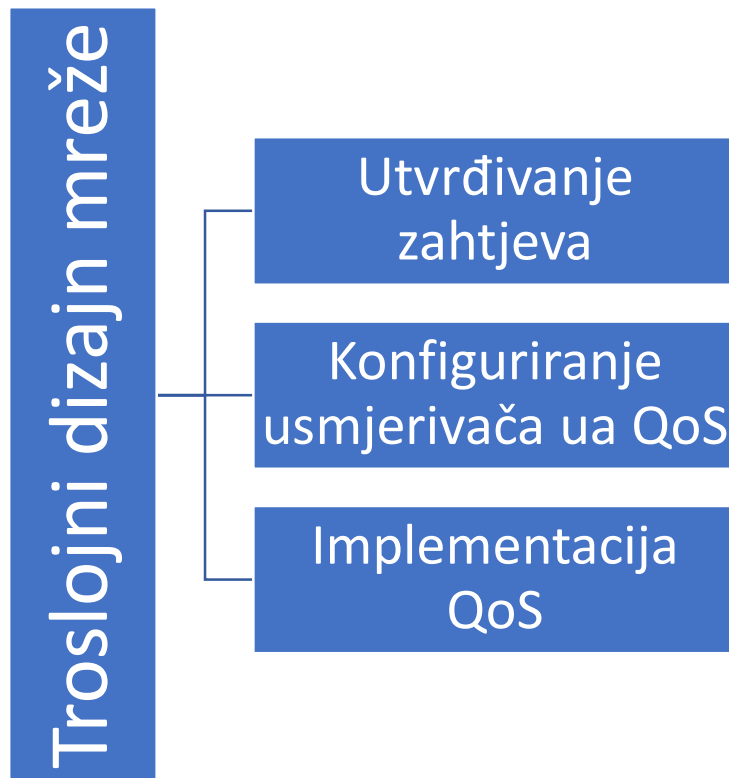 Troslojni dizajn mreže
Utvrđivanje
zahtjeva
Konfiguriranje
usmjerivača ua QoS
Implementacija
QoS